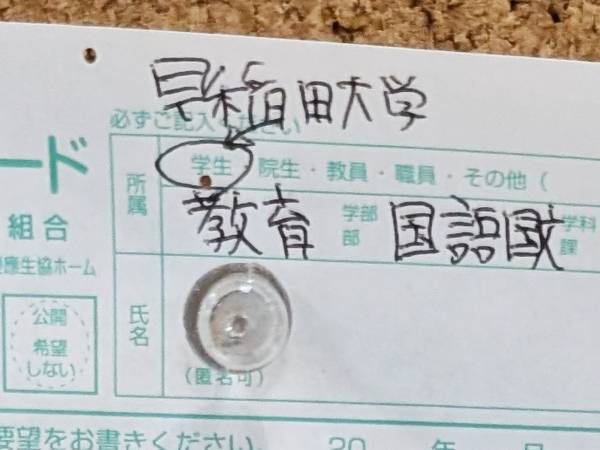 早稲田大学
必ずご記入ください
ード
所属
学生・院生・教員・職員・その他（
教育 学部 部 国語国文 学科 課
組合
應生協ホーム
公開
希望
しない
氏名
（匿名可）
要望をお書きください。 20 年 月